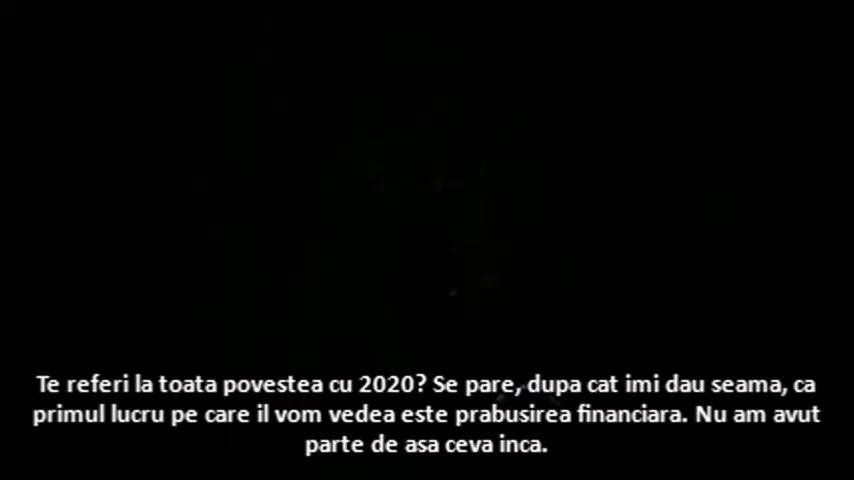 Te referi la toata povestea cu 2020? Se pare, dupa cat imi dau seama, ca
primul lucru pe care il vom vedea este prabusirea financiara. Nu am avut
parte de asa ceva inca.